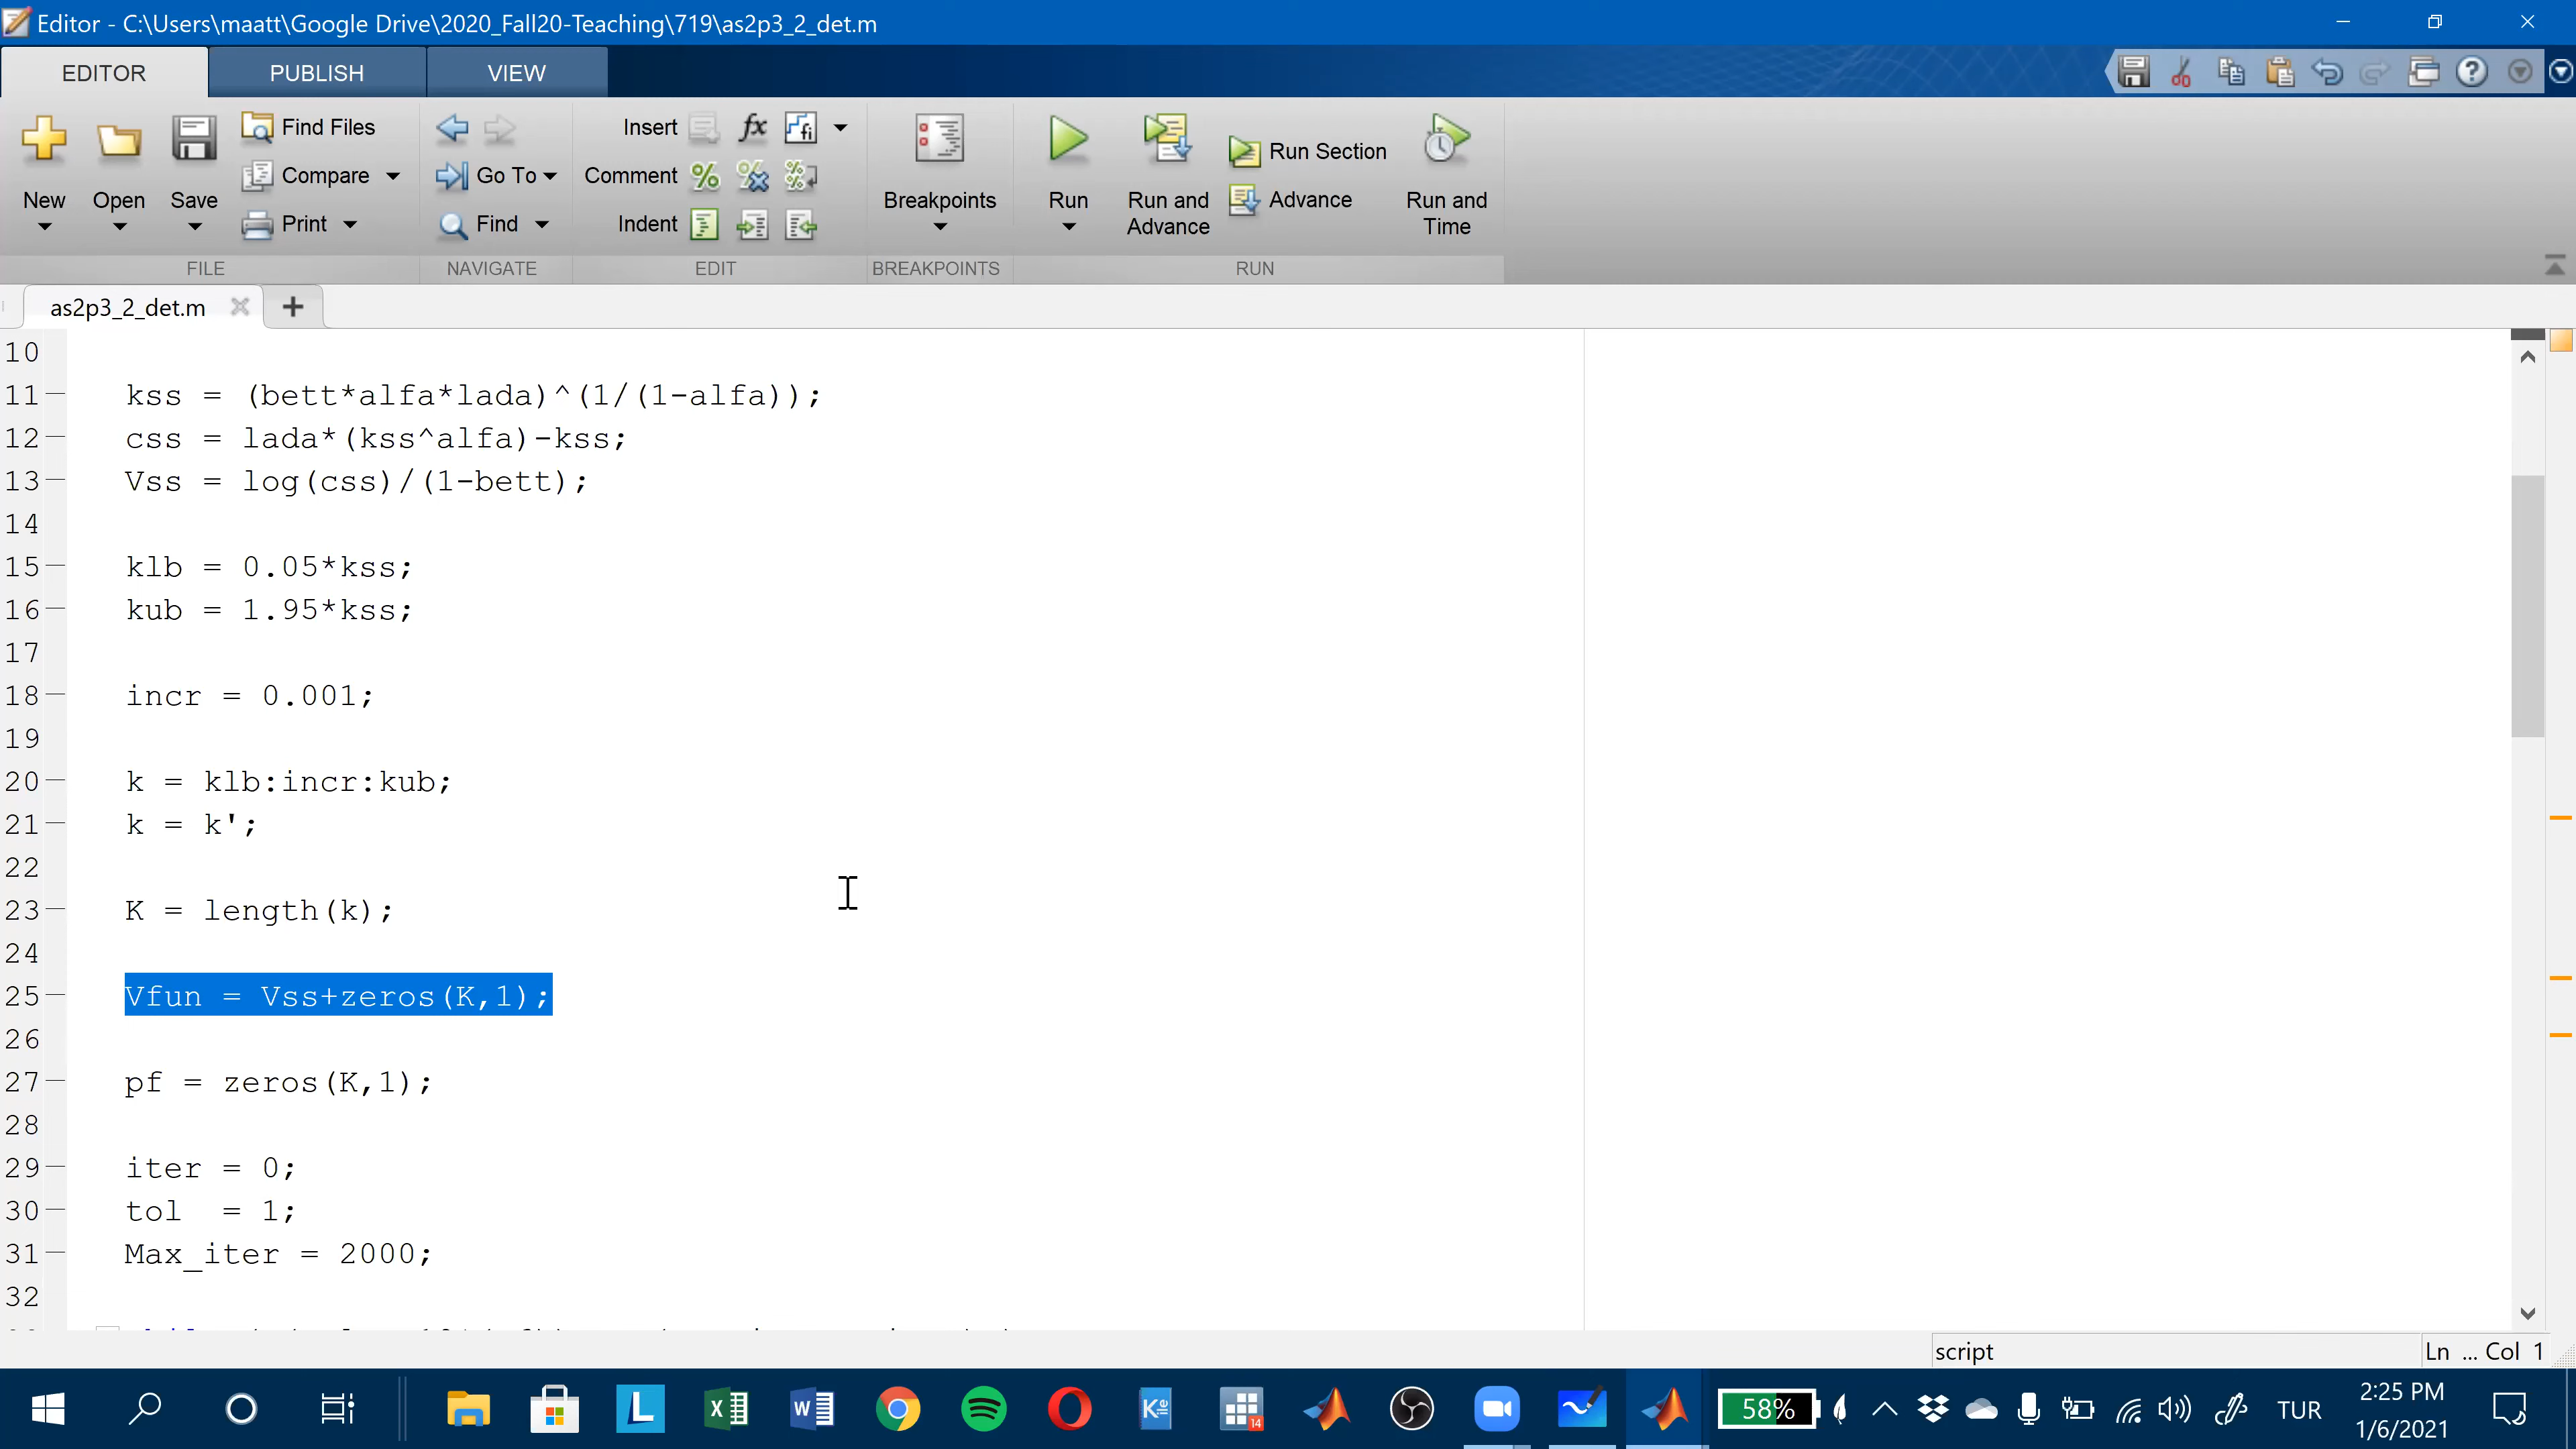 Editor - C:\Users\maatt\Google Drive\2020_Fall20-Teaching\719\as2p3_2_det.m
EDITOR PUBLISH VIEW
New Open Save Find Files Compare Print
Go To Find
Insert fx fi
Comment
Indent
Breakpoints
Run
Run and Advance
Run Section
Advance
Run and Time
FILE NAVIGATE EDIT BREAKPOINTS RUN
as2p3_2_det.m
10
11 kss = (bett*alfa*lada)^(1/(1-alfa));
12 css = lada*(kss^alfa)-kss;
13 Vss = log(css)/(1-bett);
14
15 klb = 0.05*kss;
16 kub = 1.95*kss;
17
18 incr = 0.001;
19
20 k = klb:incr:kub;
21 k = k';
22
23 K = length(k);
24
25 Vfun = Vss+zeros(K,1);
26
27 pf = zeros(K,1);
28
29 iter = 0;
30 tol = 1;
31 Max_iter = 2000;
32
script
Ln ... Col 1
58%
TUR
2:25 PM
1/6/2021